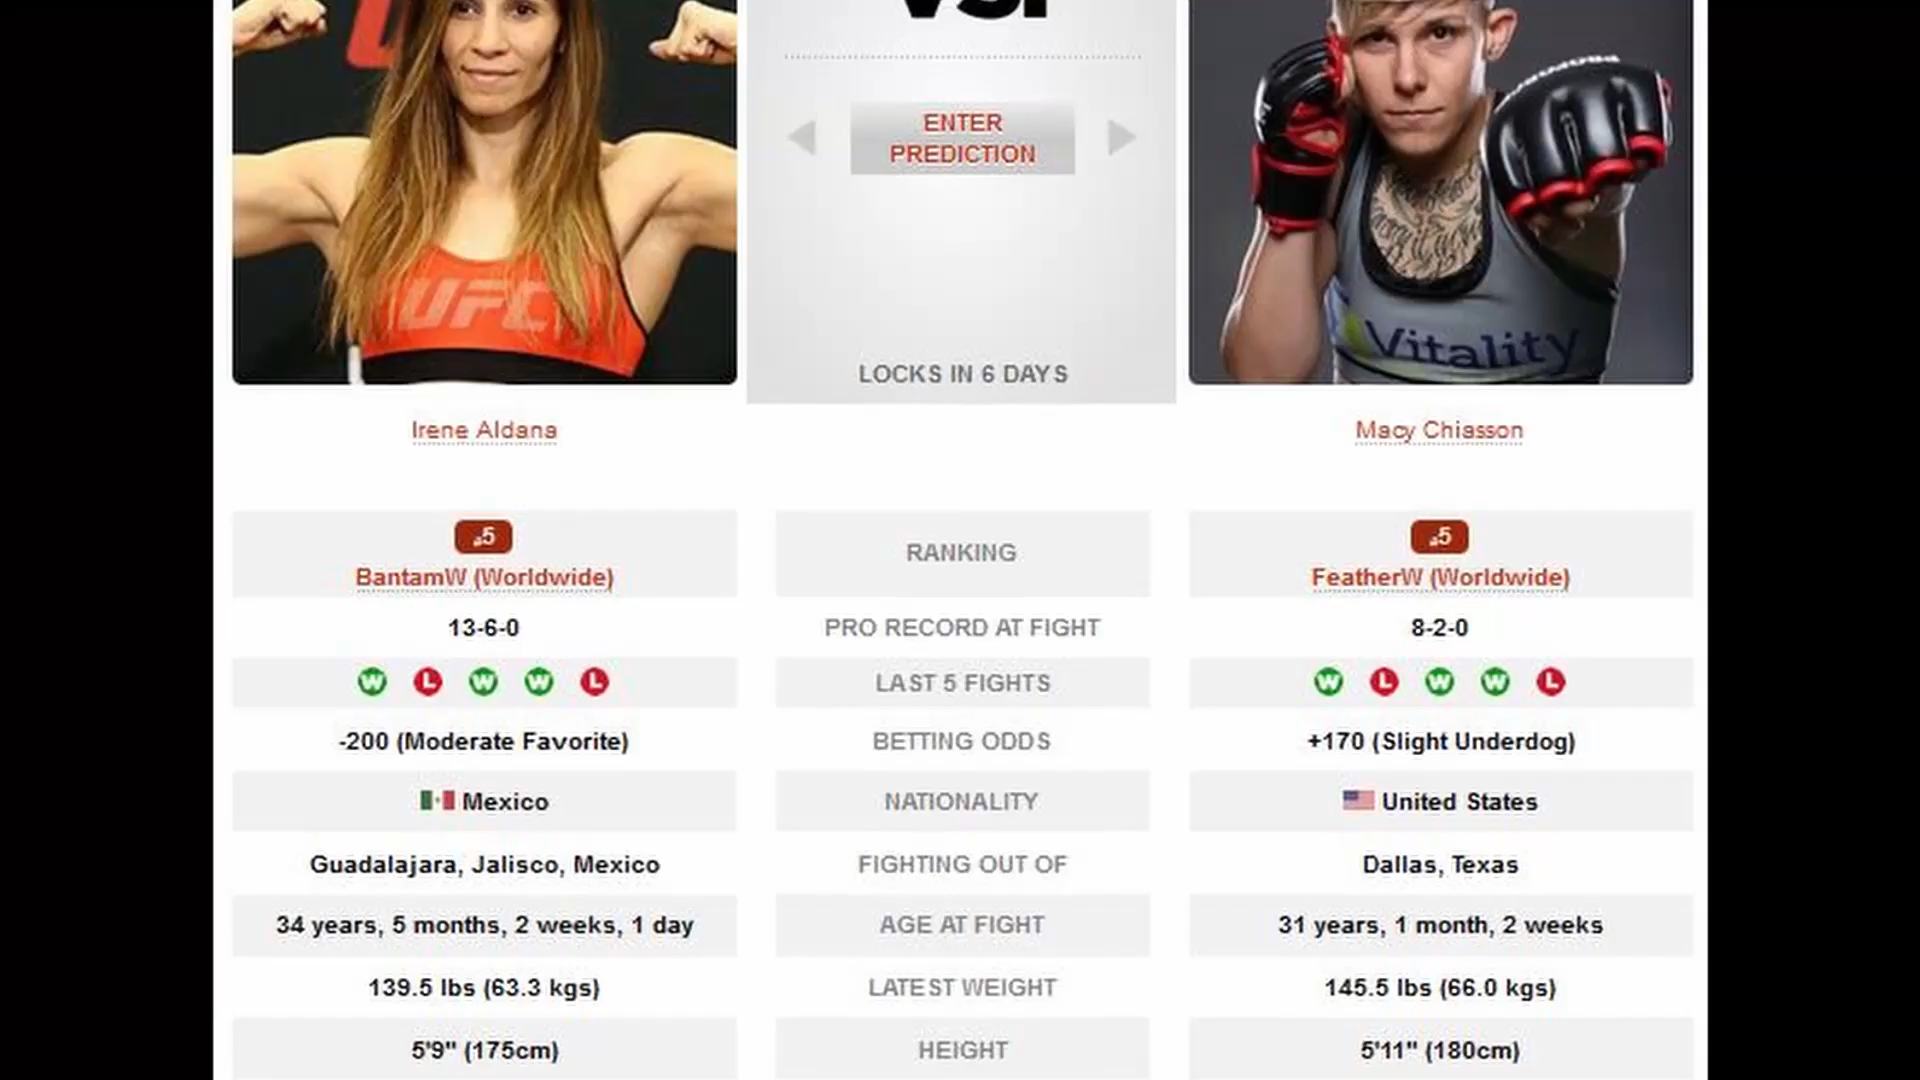 VS.
ENTER
PREDICTION
UFC
Vitality
LOCKS IN 6 DAYS
Irene Aldana
Macy Chiasson
#5
BantamW (Worldwide)
RANKING
#5
FeatherW (Worldwide)
13-6-0
PRO RECORD AT FIGHT
8-2-0
W L W W L
LAST 5 FIGHTS
W L W W L
-200 (Moderate Favorite)
BETTING ODDS
+170 (Slight Underdog)
Mexico
NATIONALITY
United States
Guadalajara, Jalisco, Mexico
FIGHTING OUT OF
Dallas, Texas
34 years, 5 months, 2 weeks, 1 day
AGE AT FIGHT
31 years, 1 month, 2 weeks
139.5 lbs (63.3 kgs)
LATEST WEIGHT
145.5 lbs (66.0 kgs)
5'9" (175cm)
HEIGHT
5'11" (180cm)